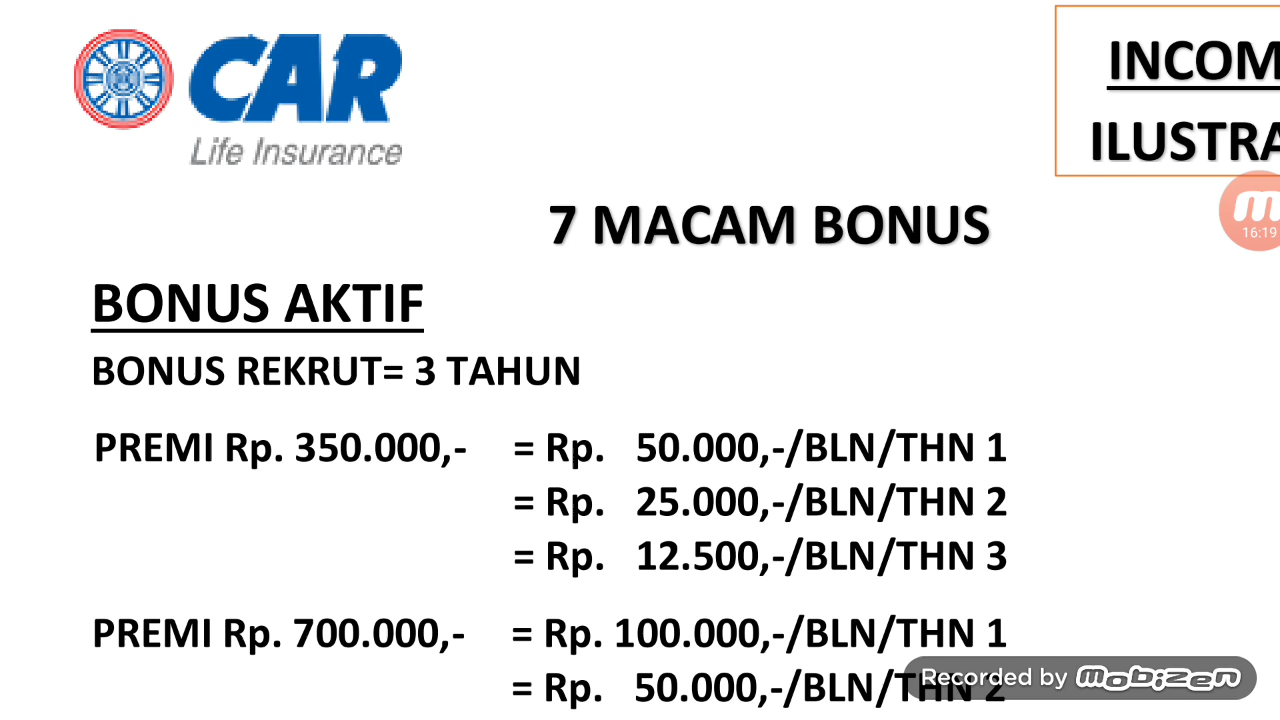 CAR
Life Insurance
INCOM
ILUSTRA
16:19
7 MACAM BONUS
BONUS AKTIF
BONUS REKRUT= 3 TAHUN
PREMI Rp. 350.000,- = Rp. 50.000,-/BLN/THN 1
= Rp. 25.000,-/BLN/THN 2
= Rp. 12.500,-/BLN/THN 3
PREMI Rp. 700.000,- = Rp. 100.000,-/BLN/THN 1
= Rp. 50.000,-/BLN/THN 2
Recorded by mobizen